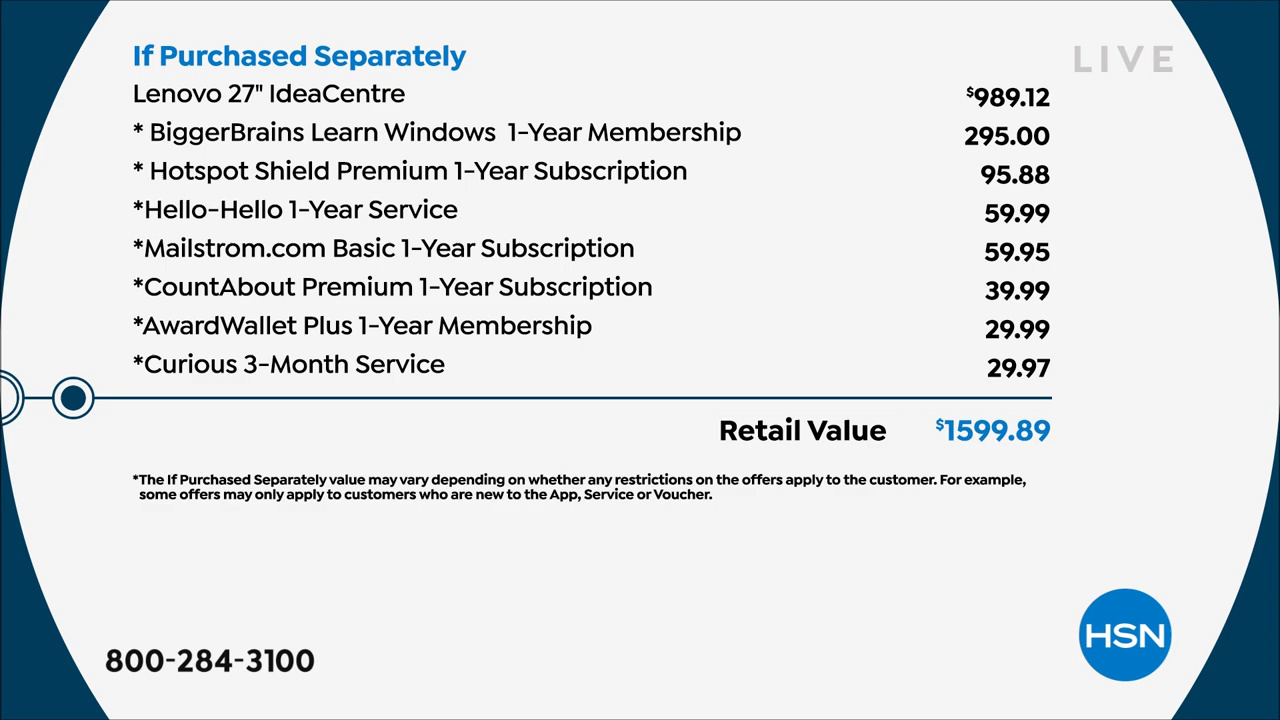 If Purchased Separately
LIVE
Lenovo 27" IdeaCentre $989.12
* BiggerBrains Learn Windows 1-Year Membership 295.00
* Hotspot Shield Premium 1-Year Subscription 95.88
*Hello-Hello 1-Year Service 59.99
*Mailstrom.com Basic 1-Year Subscription 59.95
*CountAbout Premium 1-Year Subscription 39.99
*AwardWallet Plus 1-Year Membership 29.99
*Curious 3-Month Service 29.97
Retail Value $1599.89
*The If Purchased Separately value may vary depending on whether any restrictions on the offers apply to the customer. For example,
some offers may only apply to customers who are new to the App, Service or Voucher.
HSN
800-284-3100